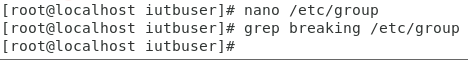 [root@localhost iutbuser]# nano /etc/group
[root@localhost iutbuser]# grep breaking /etc/group
[root@localhost iutbuser]#